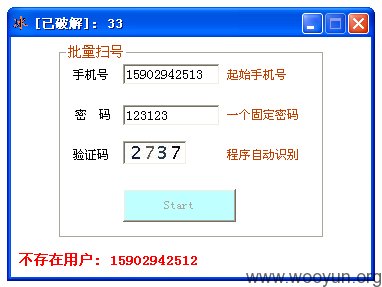 [已破解]: 33
批量扫号
手机号 15902942513 起始手机号
密 码 123123 一个固定密码
验证码 2737 程序自动识别
Start
不存在用户: 15902942512
www.wooyun.org